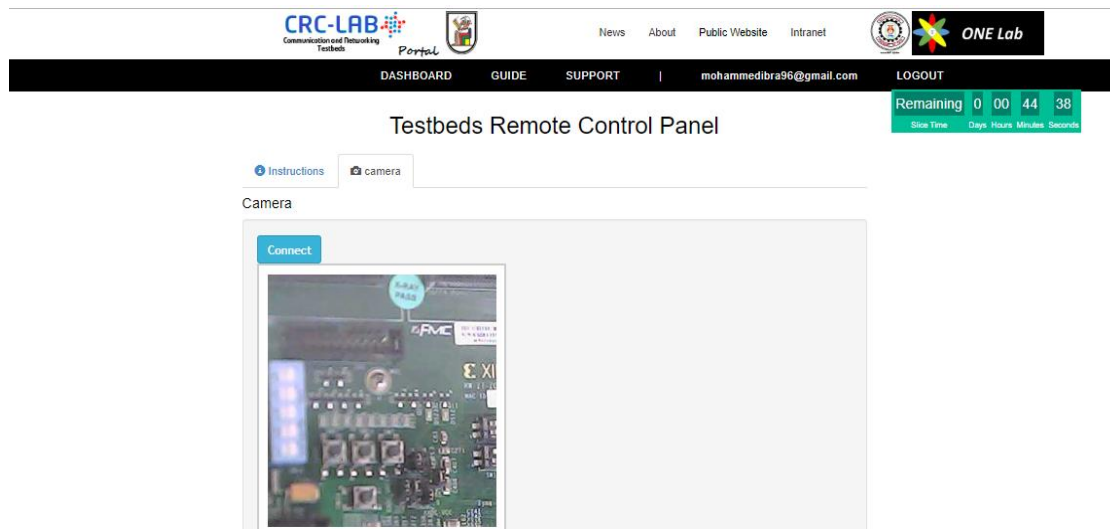 CRC-LAB
Communication and Networking
Testbeds
Portal
News About Public Website Intranet
ONE Lab
DASHBOARD GUIDE SUPPORT | mohammedibra96@gmail.com LOGOUT
Remaining 0 00 44 38
Slice Time Days Hours Minutes Seconds
Testbeds Remote Control Panel
Instructions camera
Camera
Connect
X-RAY
PASS
FMC
XI